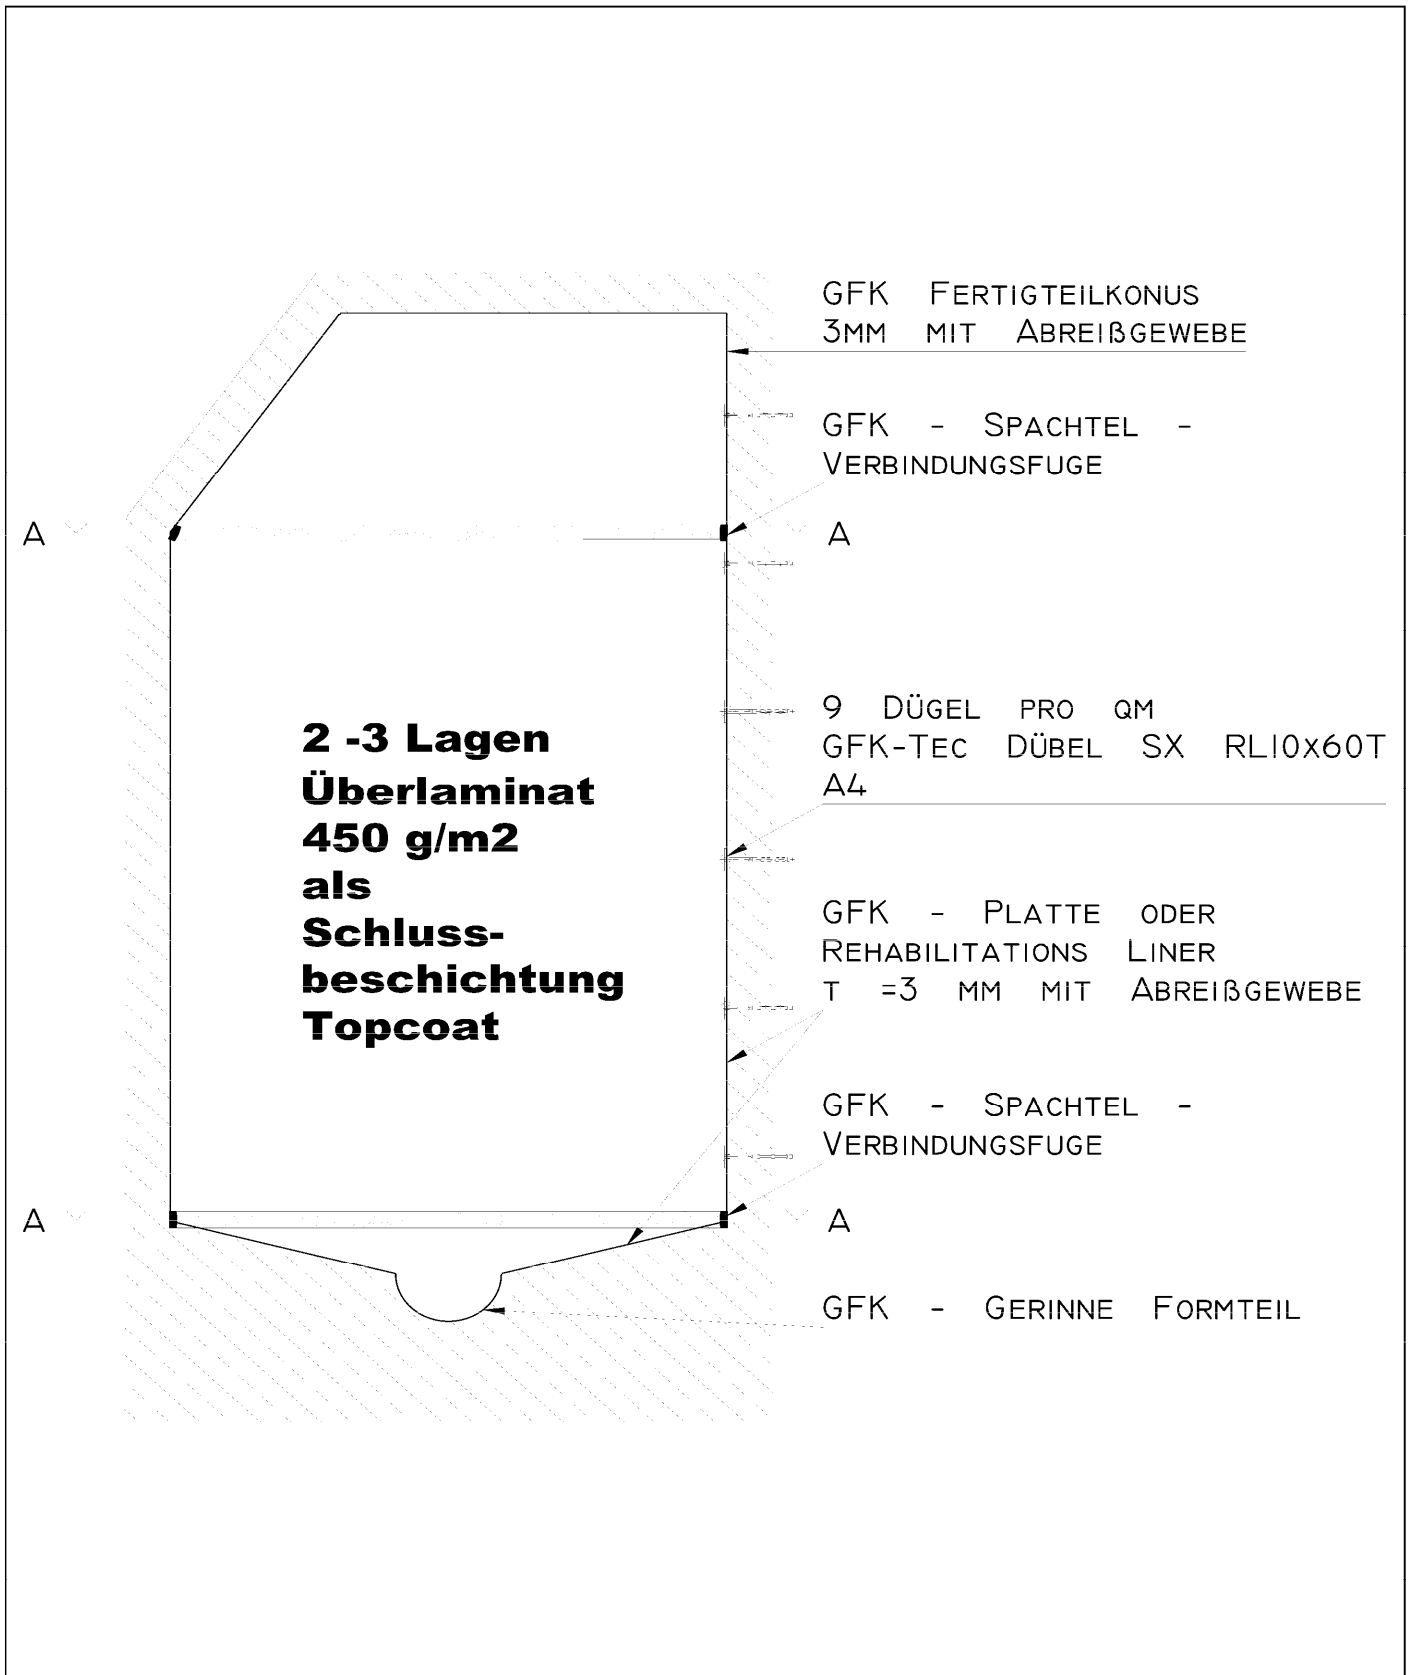 GFK FERTIGTEILKONUS
3MM MIT ABREIßGEWEBE
GFK - SPACHTEL -
VERBINDUNGSFUGE
A A
9 DÜGEL PRO QM
GFK-TEC DÜBEL SX RL10X60T
A4
2 -3 Lagen
Überlaminat
450 g/m2
als
Schluss-
beschichtung
Topcoat
GFK - PLATTE ODER
REHABILITATIONS LINER
T =3 MM MIT ABREIßGEWEBE
GFK - SPACHTEL -
VERBINDUNGSFUGE
A A
GFK - GERINNE FORMTEIL